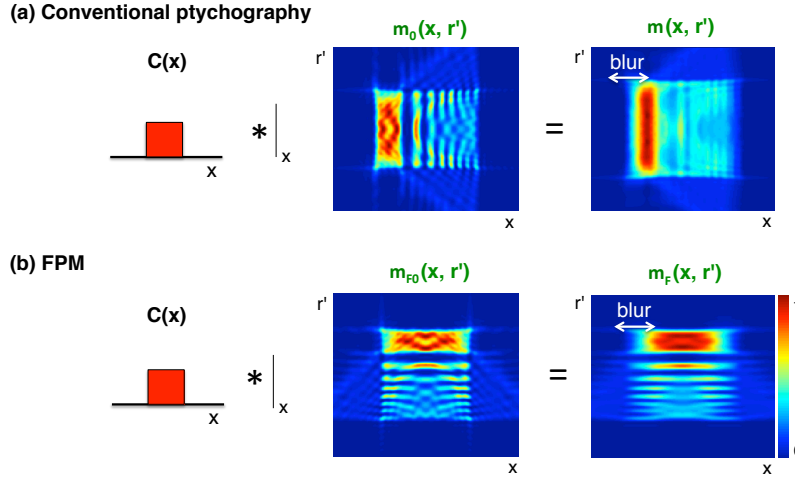 (a) Conventional ptychography
C(x)
x
*
x
m₀(x, r')
r'
x
=
m(x, r')
r'
blur
x
(b) FPM
C(x)
x
*
x
m_F0(x, r')
r'
x
=
m_F(x, r')
r'
blur
x